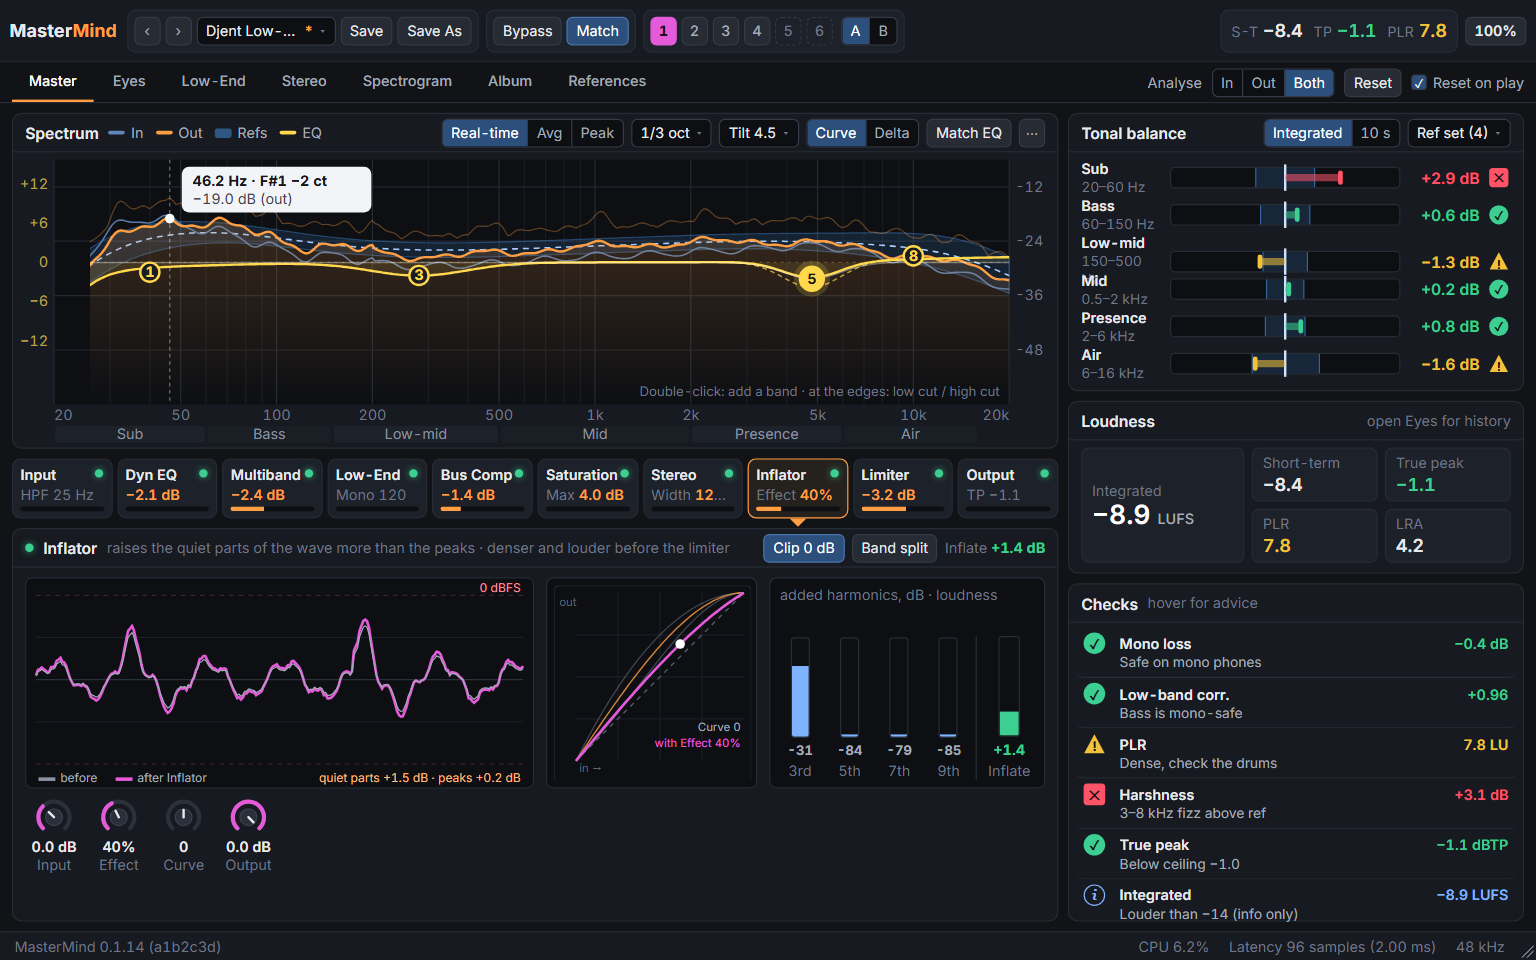 MasterMind
‹ › Djent Low-... * Save Save As Bypass Match 1 2 3 4 5 6 A B
S-T −8.4 TP −1.1 PLR 7.8 100%
Master Eyes Low-End Stereo Spectrogram Album References
Analyse In Out Both Reset Reset on play
Spectrum In Out Refs EQ Real-time Avg Peak 1/3 oct Tilt 4.5 Curve Delta Match EQ ...
46.2 Hz · F#1 −2 ct
−19.0 dB (out)
+12 −12
+6 −24
0
−6 −36
−12 −48
1 3 5 8
Double-click: add a band · at the edges: low cut / high cut
20 50 100 200 500 1k 2k 5k 10k 20k
Sub Bass Low-mid Mid Presence Air
Tonal balance Integrated 10 s Ref set (4)
Sub
20–60 Hz +2.9 dB
Bass
60–150 Hz +0.6 dB
Low-mid
150–500 −1.3 dB
Mid
0.5–2 kHz +0.2 dB
Presence
2–6 kHz +0.8 dB
Air
6–16 kHz −1.6 dB
Input Dyn EQ Multiband Low-End Bus Comp Saturation Stereo Inflator Limiter Output
HPF 25 Hz −2.1 dB −2.4 dB Mono 120 −1.4 dB Max 4.0 dB Width 12... Effect 40% −3.2 dB TP −1.1
Loudness open Eyes for history
Integrated
−8.9 LUFS
Short-term
−8.4
True peak
−1.1
PLR
7.8
LRA
4.2
Inflator raises the quiet parts of the wave more than the peaks · denser and louder before the limiter Clip 0 dB Band split Inflate +1.4 dB
0 dBFS
before after Inflator quiet parts +1.5 dB · peaks +0.2 dB
out
Curve 0
with Effect 40%
in →
added harmonics, dB · loudness
-31 -84 -79 -85 +1.4
3rd 5th 7th 9th Inflate
0.0 dB 40% 0 0.0 dB
Input Effect Curve Output
Checks hover for advice
Mono loss −0.4 dB
Safe on mono phones
Low-band corr. +0.96
Bass is mono-safe
PLR 7.8 LU
Dense, check the drums
Harshness +3.1 dB
3–8 kHz fizz above ref
True peak −1.1 dBTP
Below ceiling −1.0
Integrated −8.9 LUFS
Louder than −14 (info only)
MasterMind 0.1.14 (a1b2c3d) CPU 6.2% Latency 96 samples (2.00 ms) 48 kHz